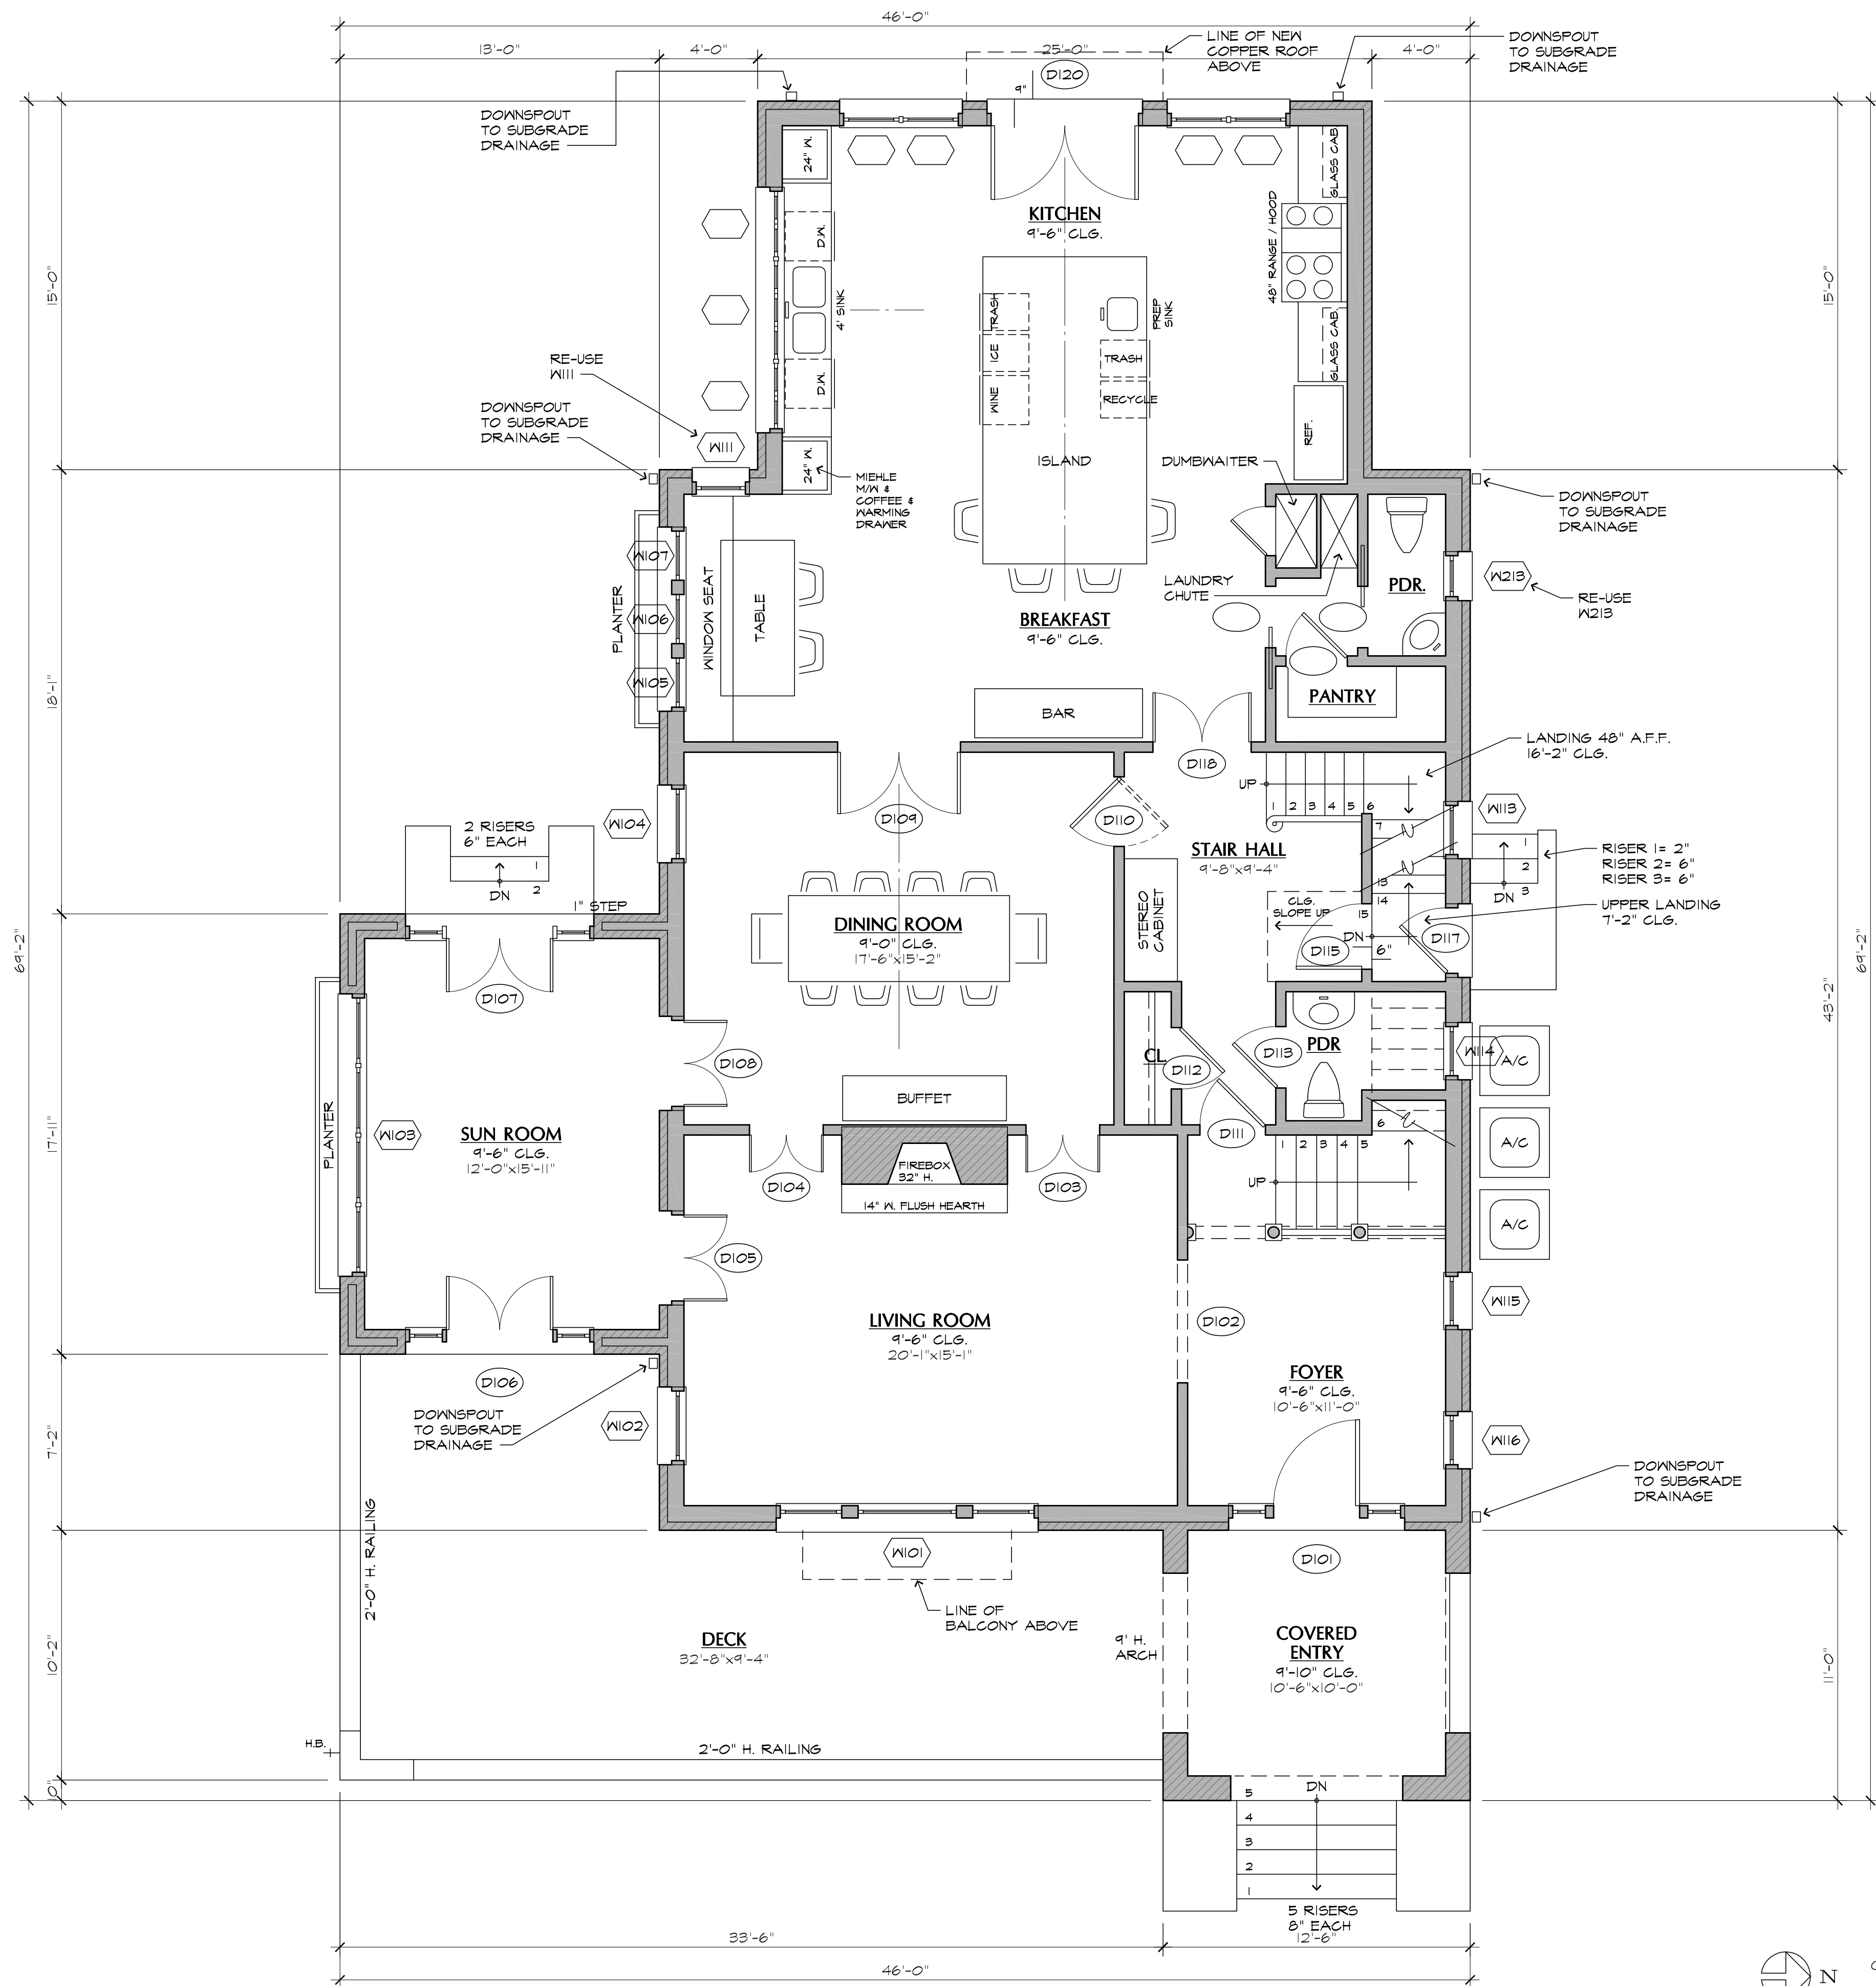 46'-0"
13'-0"
4'-0"
25'-0"
4'-0"
LINE OF NEW
COPPER ROOF
ABOVE
DOWNSPOUT
TO SUBGRADE
DRAINAGE
D120
9"
DOWNSPOUT
TO SUBGRADE
DRAINAGE
24" W.
GLASS CAB.
KITCHEN
9'-6" CLG.
D.W.
48" RANGE / HOOD
15'-0"
15'-0"
4' SINK
TRASH
PREP
SINK
ICE
TRASH
WINE
RECYCLE
GLASS CAB.
RE-USE
W111
D.W.
DOWNSPOUT
TO SUBGRADE
DRAINAGE
W111
REF.
24" W.
MIEHLE
M/W &
COFFEE &
WARMING
DRAWER
ISLAND
DUMBWAITER
DOWNSPOUT
TO SUBGRADE
DRAINAGE
W107
W106
W105
PLANTER
WINDOW SEAT
TABLE
LAUNDRY
CHUTE
PDR.
W213
RE-USE
W213
BREAKFAST
9'-6" CLG.
PANTRY
BAR
18'-1"
LANDING 48" A.F.F.
16'-2" CLG.
D118
UP
1 2 3 4 5 6
7
W104
D109
D110
W113
2 RISERS
6" EACH
1
2
DN
1" STEP
STAIR HALL
9'-8"x9'-4"
13
14
15
1
2
3
DN
RISER 1= 2"
RISER 2= 6"
RISER 3= 6"
CLG.
SLOPE UP
UPPER LANDING
7'-2" CLG.
STEREO
CABINET
DINING ROOM
9'-0" CLG.
17'-6"x15'-2"
DN
6"
D115
D117
69'-2"
69'-2"
43'-2"
D107
D108
CL.
D112
D113
PDR
W114
A/C
BUFFET
PLANTER
W103
SUN ROOM
9'-6" CLG.
12'-0"x15'-11"
17'-11"
D111
1 2 3 4 5
6
A/C
FIREBOX
32" H.
D104
D103
UP
14" W. FLUSH HEARTH
A/C
D105
LIVING ROOM
9'-6" CLG.
20'-1"x15'-1"
D102
W115
FOYER
9'-6" CLG.
10'-6"x11'-0"
D106
DOWNSPOUT
TO SUBGRADE
DRAINAGE
W102
W116
7'-2"
DOWNSPOUT
TO SUBGRADE
DRAINAGE
2'-0" H. RAILING
W101
D101
LINE OF
BALCONY ABOVE
DECK
32'-8"x9'-4"
9' H.
ARCH
COVERED
ENTRY
9'-10" CLG.
10'-6"x10'-0"
10'-2"
11'-0"
H.B.
2'-0" H. RAILING
10"
DN
5
4
3
2
1
5 RISERS
8" EACH
33'-6"
12'-6"
46'-0"
N